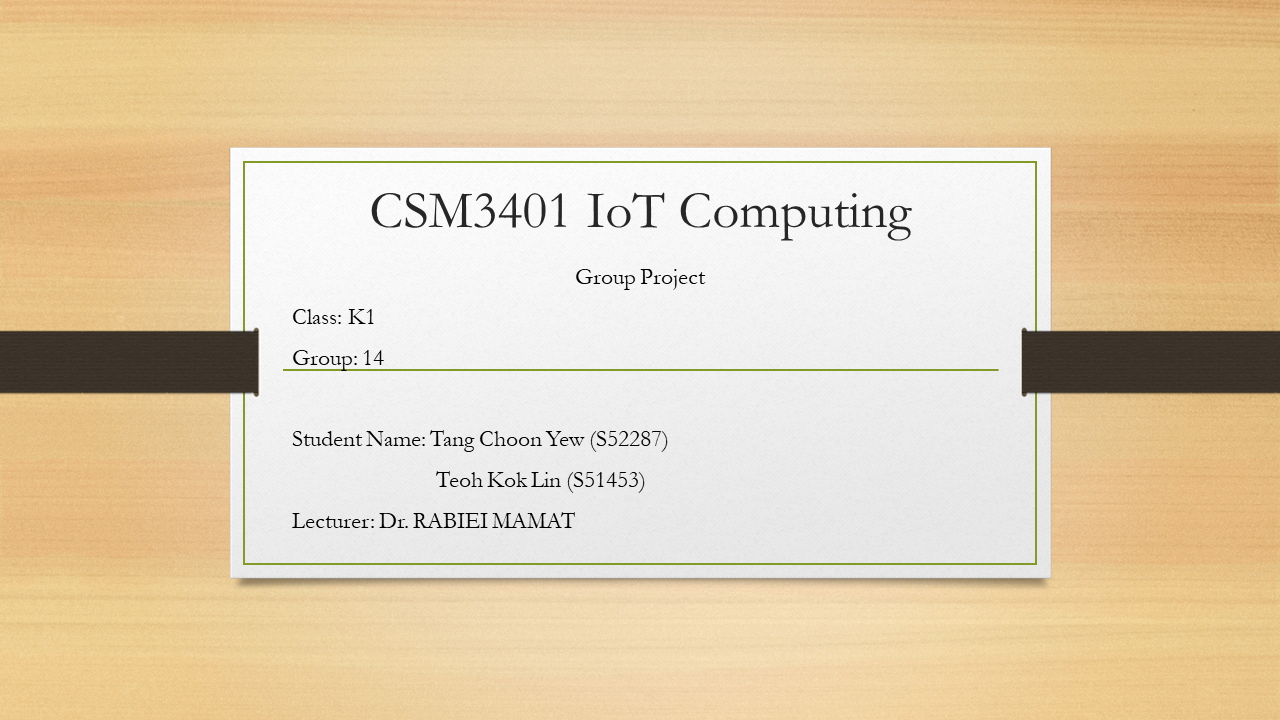 CSM3401 IoT Computing
Group Project
Class: K1
Group: 14
Student Name: Tang Choon Yew (S52287)
Teoh Kok Lin (S51453)
Lecturer: Dr. RABIEI MAMAT